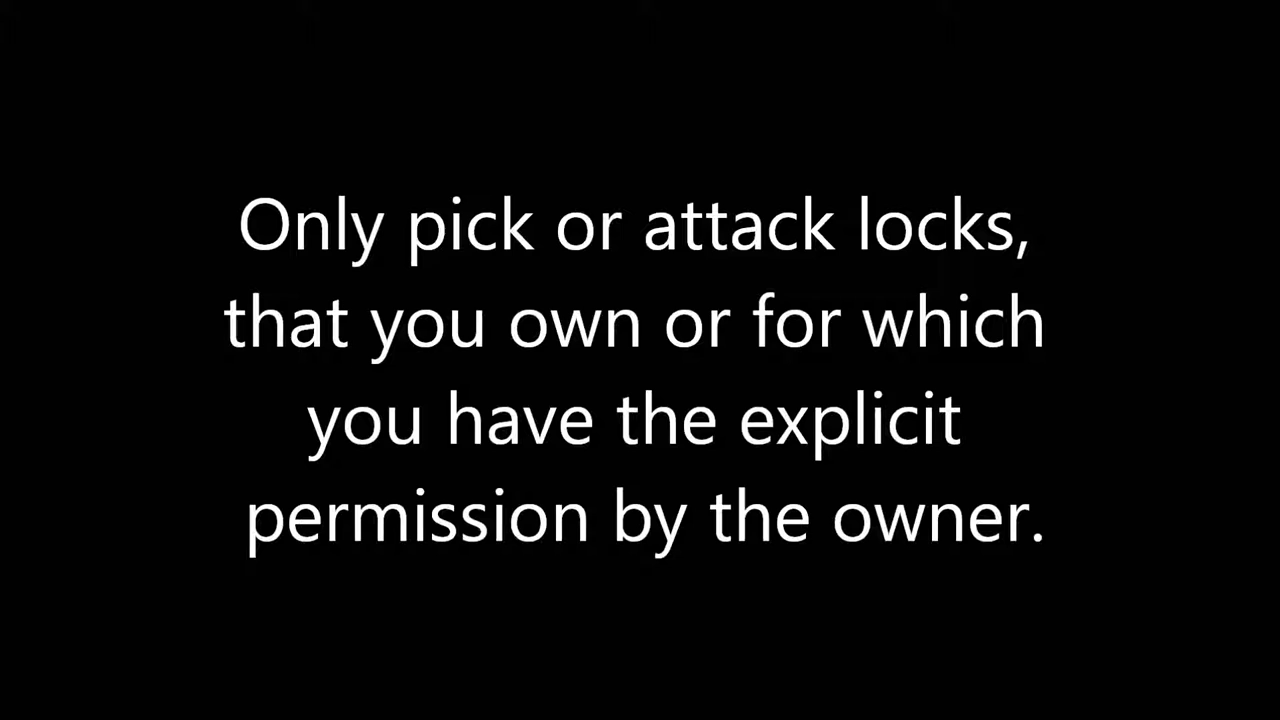 Only pick or attack locks,
that you own or for which
you have the explicit
permission by the owner.